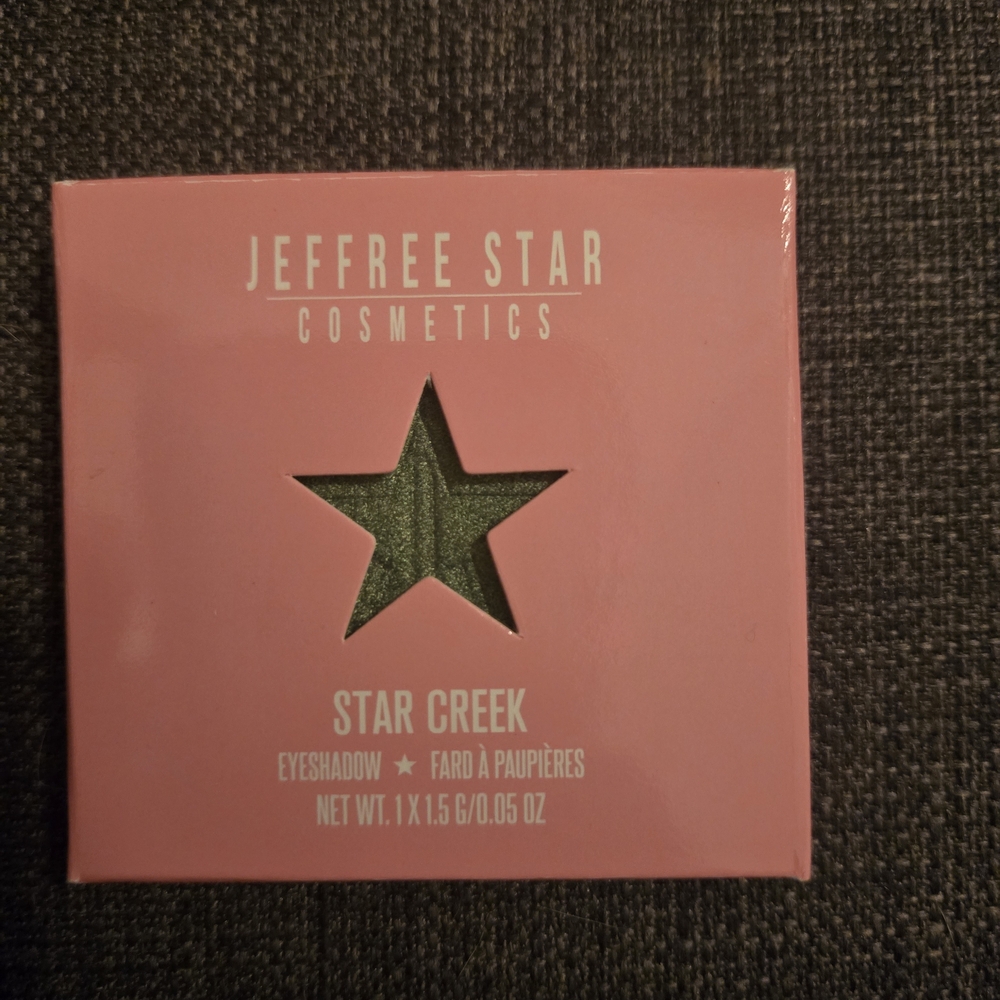 JEFFREE STAR
COSMETICS
STAR CREEK
EYESHADOW ★ FARD À PAUPIÈRES
NET WT. 1 X 1.5 G/0.05 OZ